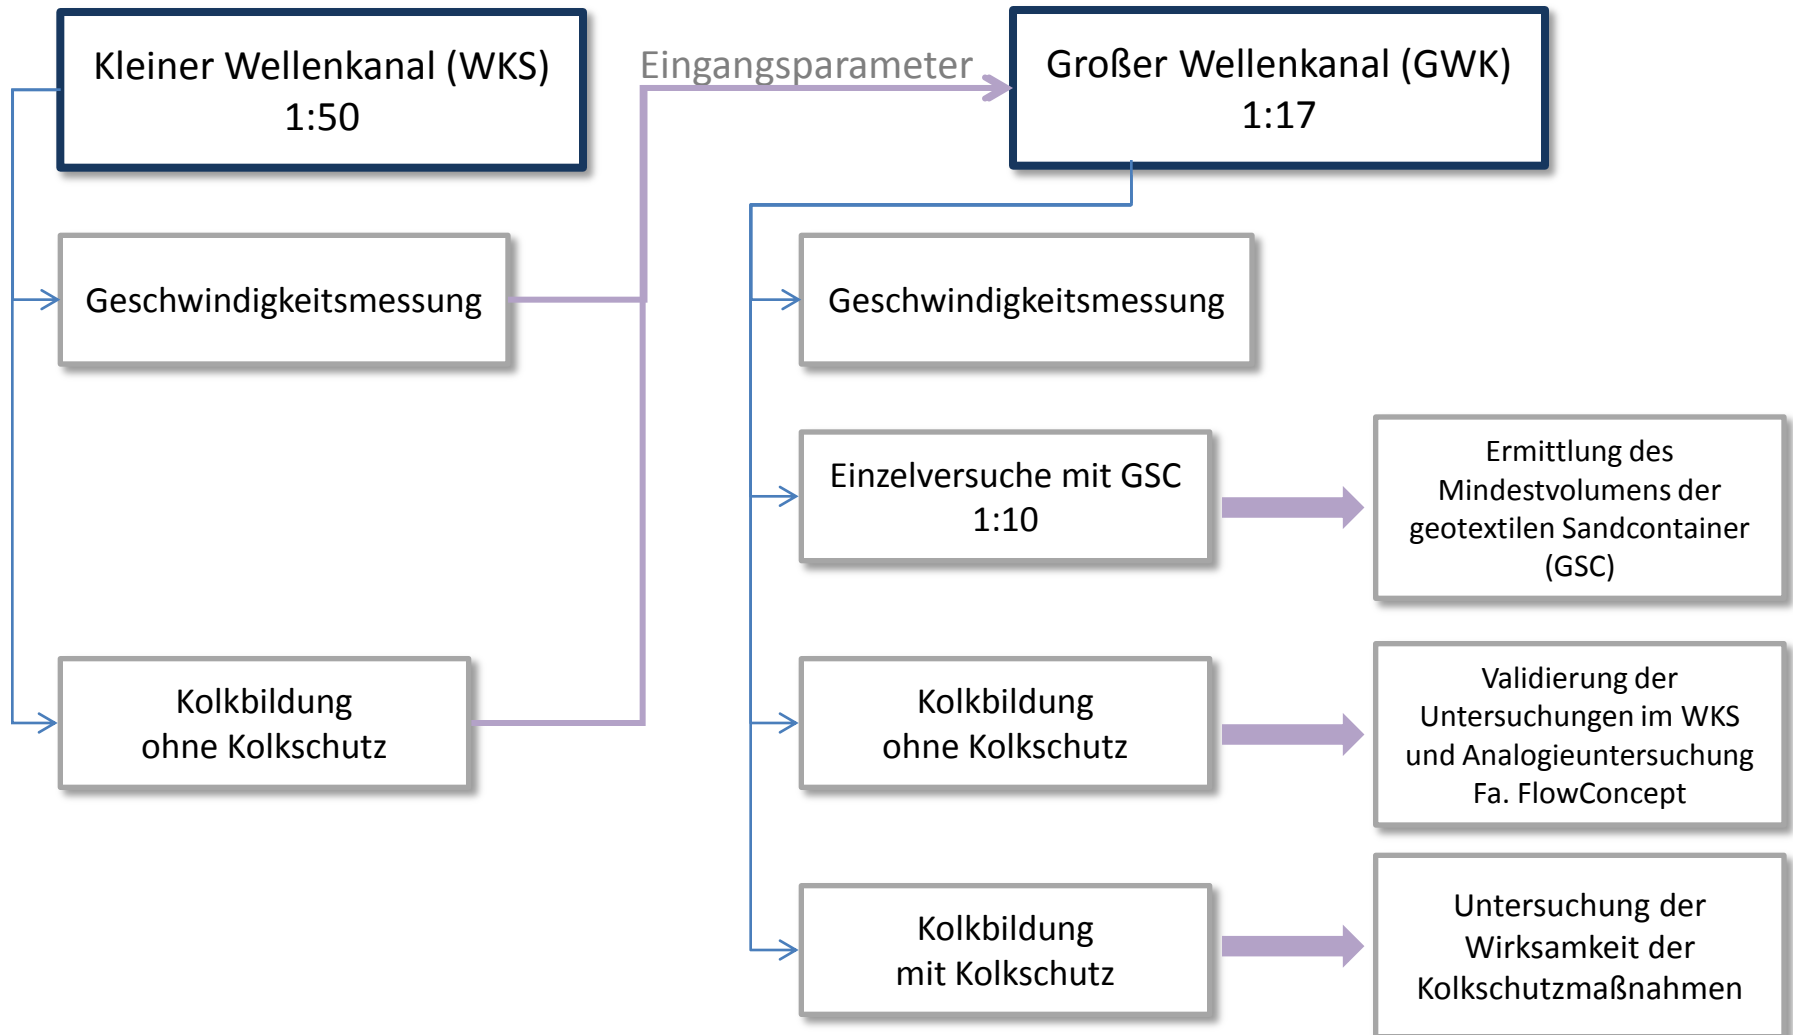 Kleiner Wellenkanal (WKS)
1:50
Eingangsparameter
Großer Wellenkanal (GWK)
1:17
Geschwindigkeitsmessung
Kolkbildung
ohne Kolkschutz
Geschwindigkeitsmessung
Einzelversuche mit GSC
1:10
Ermittlung des
Mindestvolumens der
geotextilen Sandcontainer
(GSC)
Kolkbildung
ohne Kolkschutz
Validierung der
Untersuchungen im WKS
und Analogieuntersuchung
Fa. FlowConcept
Kolkbildung
mit Kolkschutz
Untersuchung der
Wirksamkeit der
Kolkschutzmaßnahmen